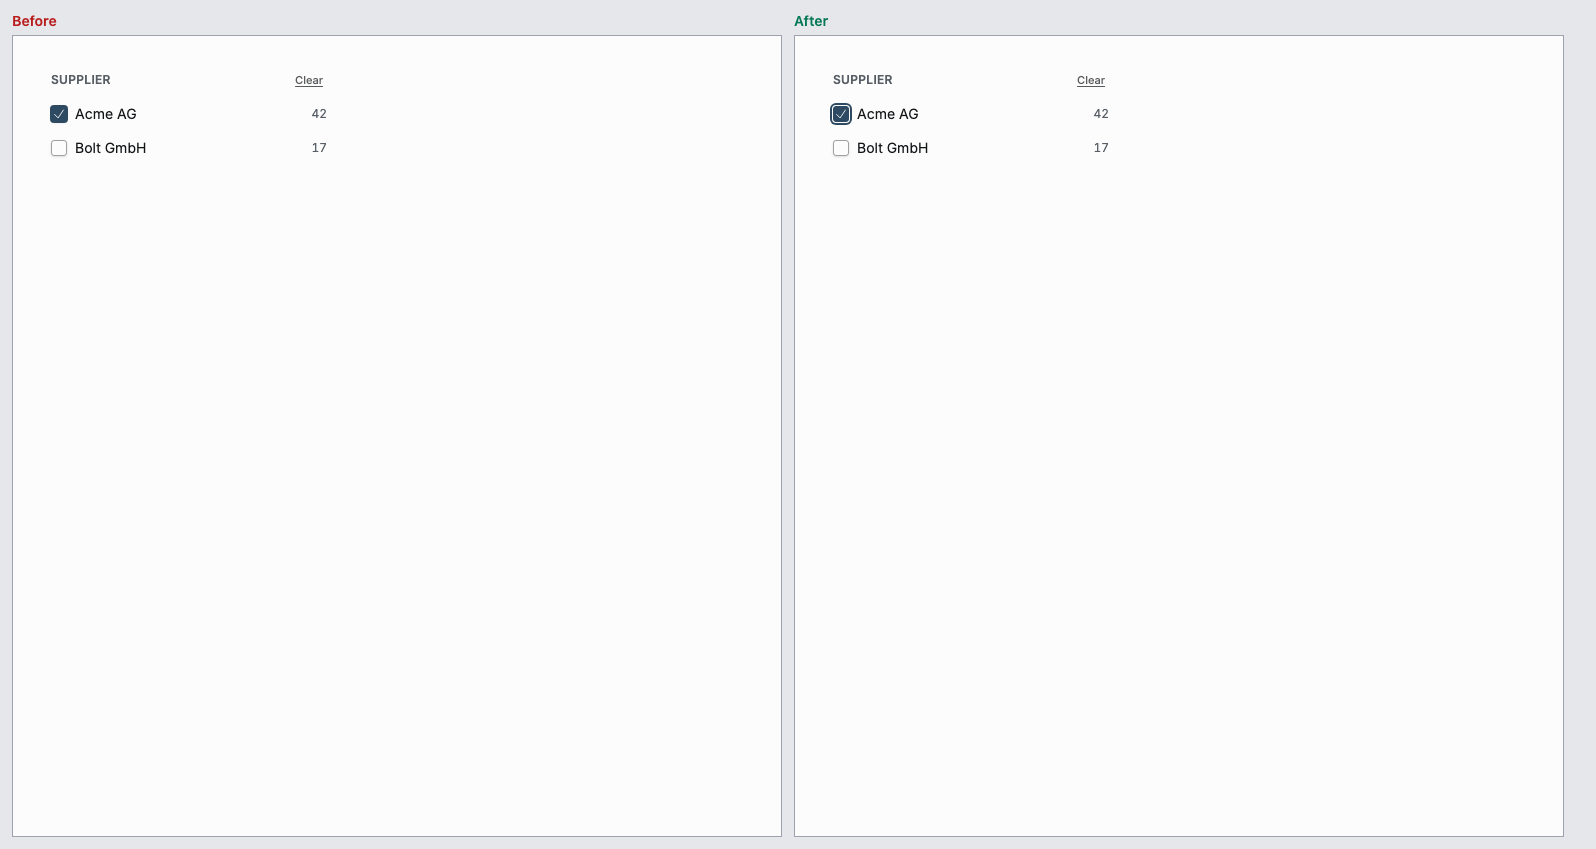 Before
SUPPLIER Clear
Acme AG 42
Bolt GmbH 17
After
SUPPLIER Clear
Acme AG 42
Bolt GmbH 17